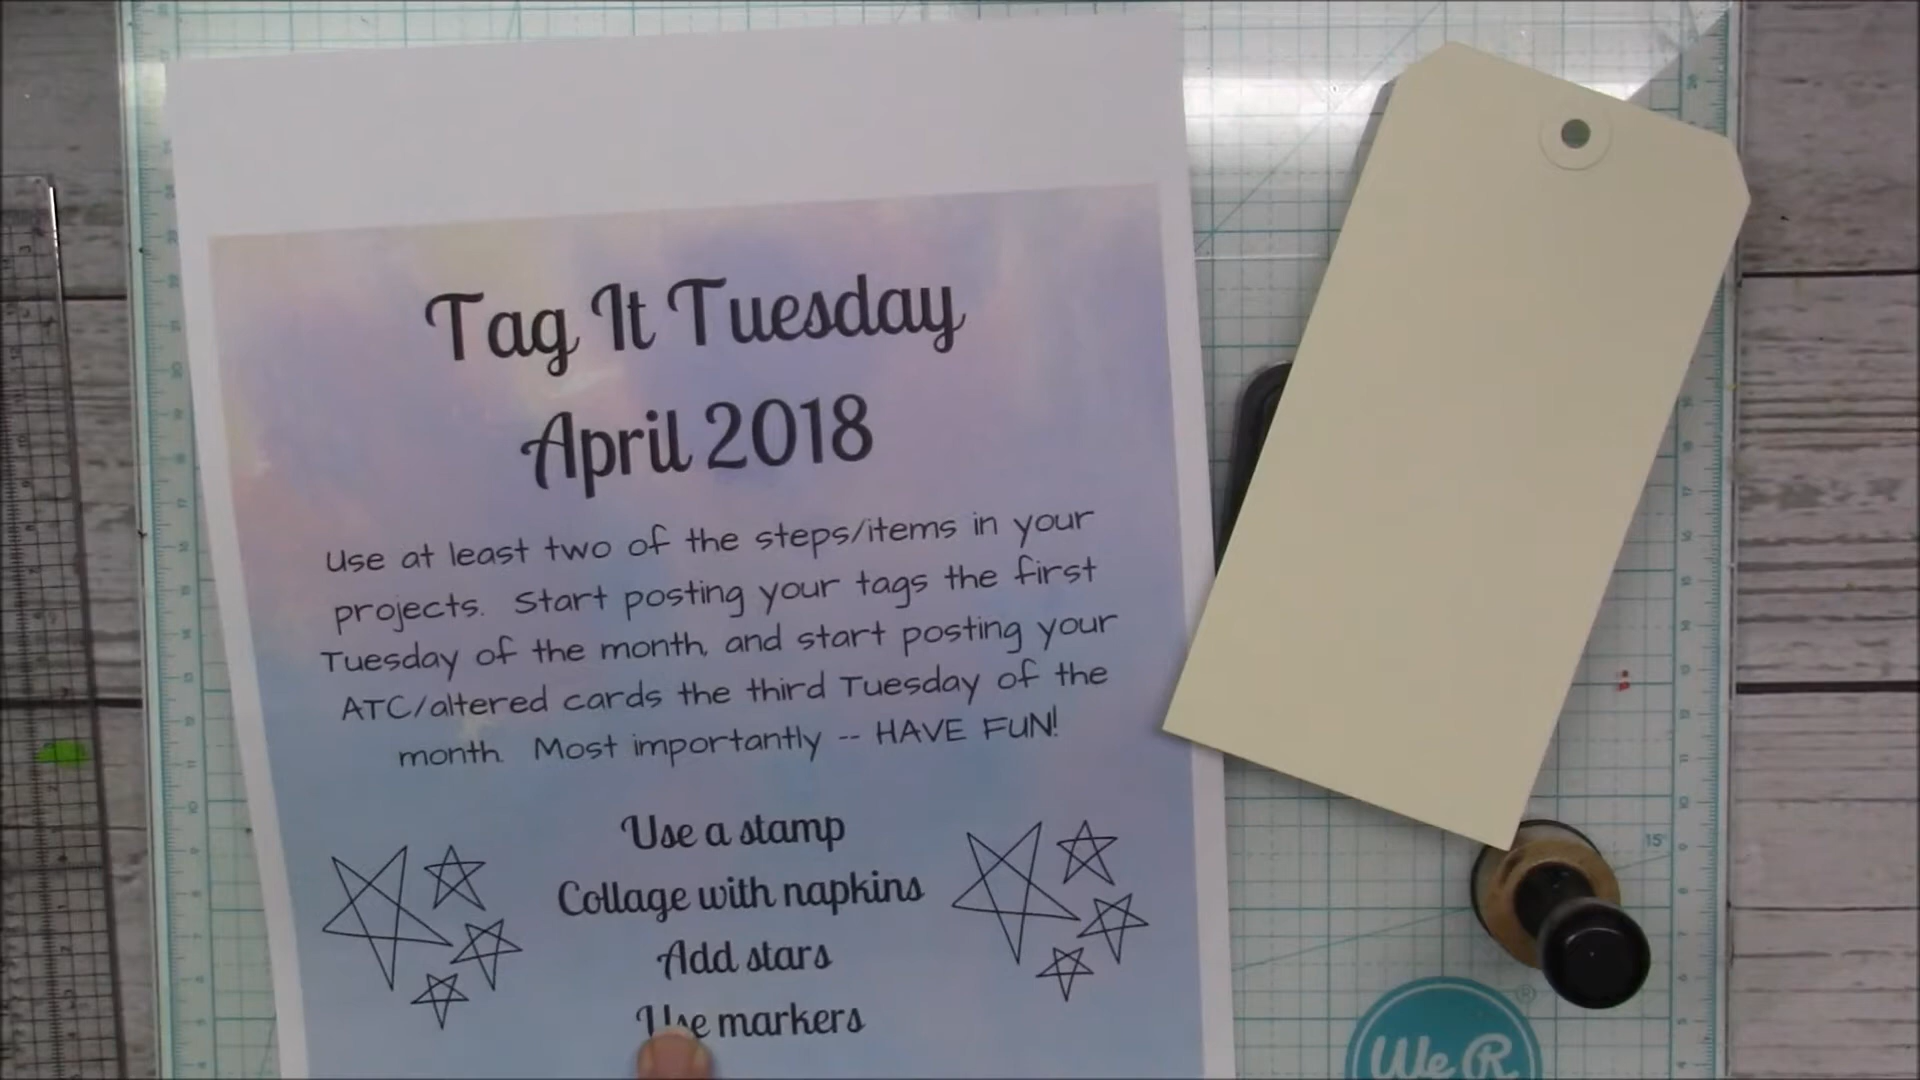 Tag It Tuesday
April 2018
Use at least two of the steps/items in your
projects. Start posting your tags the first
Tuesday of the month, and start posting your
ATC/altered cards the third Tuesday of the
month. Most importantly -- HAVE FUN!
Use a stamp
Collage with napkins
Add stars
Use markers
15
We R
®